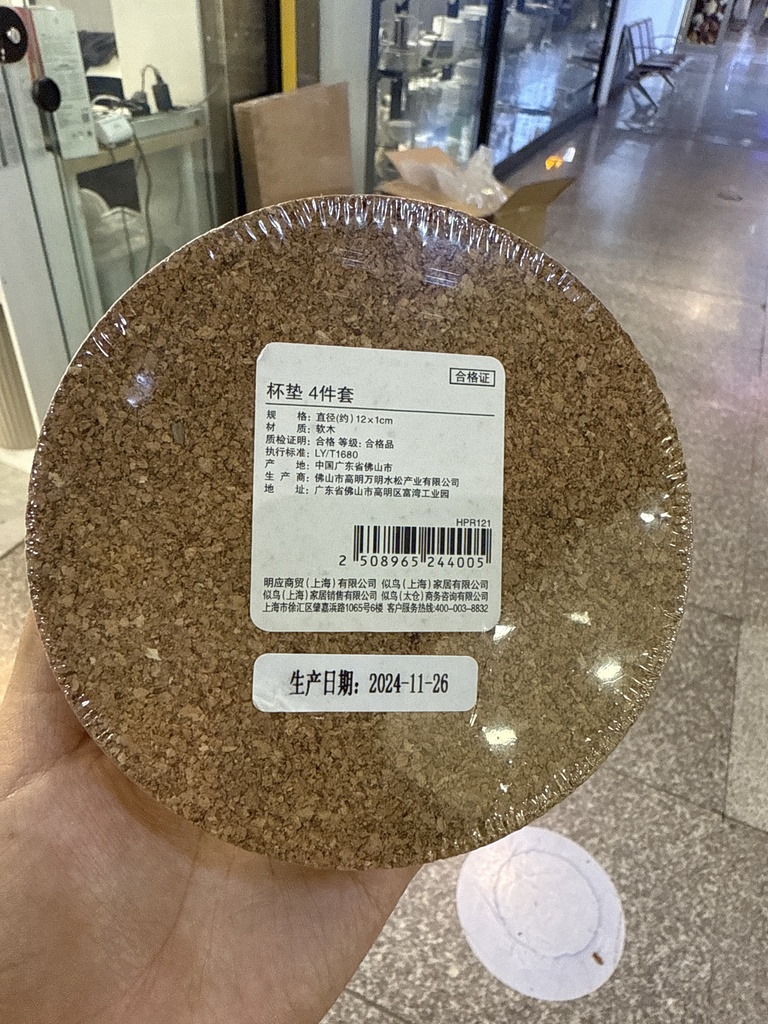 合格证
杯垫 4件套
规 格: 直径(约) 12×1cm
材 质: 软木
质检证明: 合格 等级: 合格品
执行标准: LY/T1680
产 地: 中国广东省佛山市
生 产 商: 佛山市高明万明水松产业有限公司
地 址: 广东省佛山市高明区富湾工业园
HPR121
2 508965 244005
明应商贸(上海)有限公司 似鸟(上海)家居有限公司
似鸟(上海)家居销售有限公司 似鸟(太仓)商务咨询有限公司
上海市徐汇区肇嘉浜路1065号6楼 客户服务热线:400-003-8832
生产日期: 2024-11-26